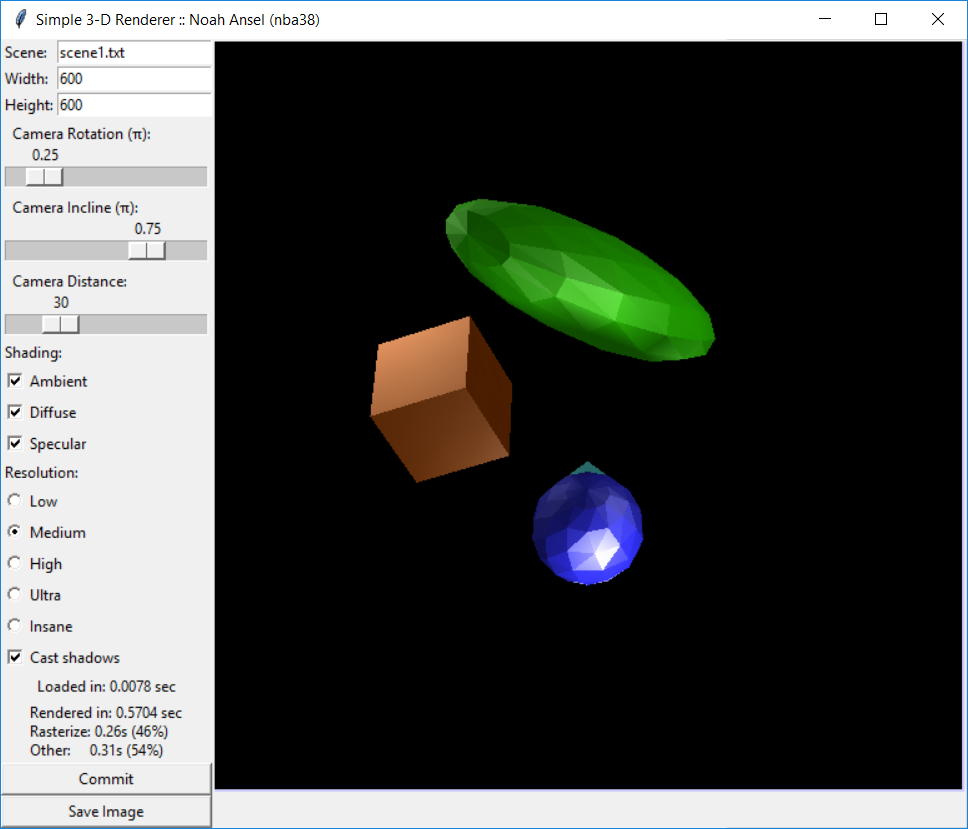 Simple 3-D Renderer :: Noah Ansel (nba38)
Scene: scene1.txt
Width: 600
Height: 600
Camera Rotation (π):
0.25
Camera Incline (π):
0.75
Camera Distance:
30
Shading:
Ambient
Diffuse
Specular
Resolution:
Low
Medium
High
Ultra
Insane
Cast shadows
Loaded in: 0.0078 sec
Rendered in: 0.5704 sec
Rasterize: 0.26s (46%)
Other: 0.31s (54%)
Commit
Save Image